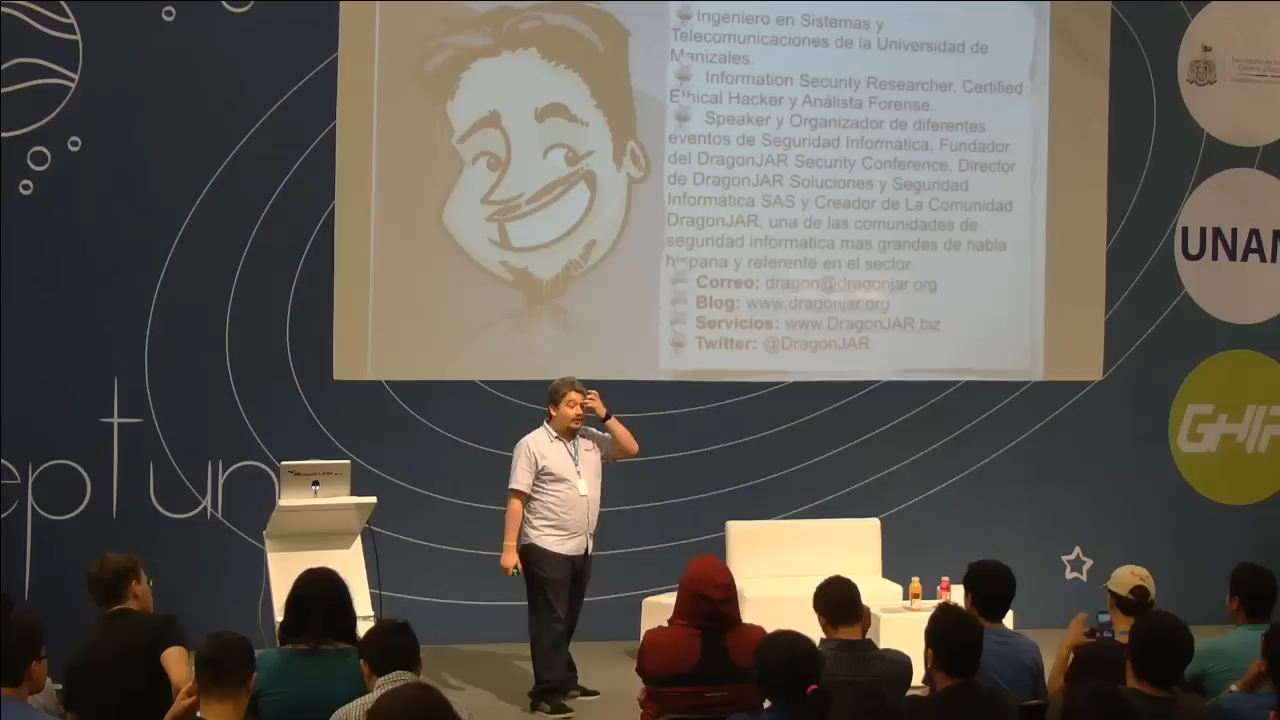 Ingeniero en Sistemas y
Telecomunicaciones de la Universidad de
Manizales.
Information Security Researcher, Certified
Ethical Hacker y Análista Forense.
Speaker y Organizador de diferentes
eventos de Seguridad Informática, Fundador
del DragonJAR Security Conference, Director
de DragonJAR Soluciones y Seguridad
Informática SAS y Creador de La Comunidad
DragonJAR, una de las comunidades de
seguridad informática mas grandes de habla
hispana y referente en el sector
Correo: dragon@dragonjar.org
Blog: www.dragonjar.org
Servicios: www.DragonJAR.biz
Twitter: @DragonJAR
UNA
eptun